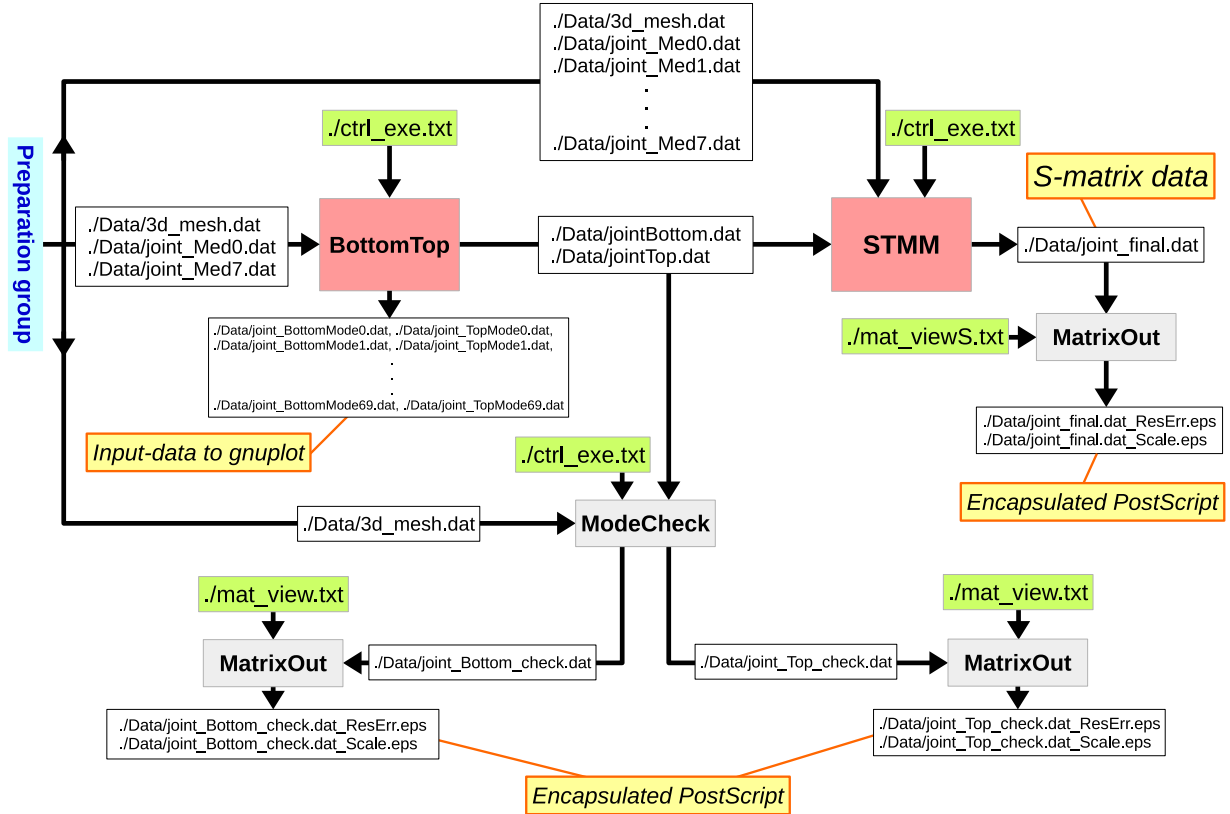 ./Data/3d_mesh.dat
./Data/joint_Med0.dat
./Data/joint_Med1.dat
.
.
.
./Data/joint_Med7.dat
./ctrl_exe.txt
./ctrl_exe.txt
Preparation group
S-matrix data
./Data/3d_mesh.dat
./Data/joint_Med0.dat
./Data/joint_Med7.dat
BottomTop
./Data/jointBottom.dat
./Data/jointTop.dat
STMM
./Data/joint_final.dat
./Data/joint_BottomMode0.dat, ./Data/joint_TopMode0.dat,
./Data/joint_BottomMode1.dat, ./Data/joint_TopMode1.dat,
.
.
./Data/joint_BottomMode69.dat, ./Data/joint_TopMode69.dat
./mat_viewS.txt
MatrixOut
./Data/joint_final.dat_ResErr.eps
./Data/joint_final.dat_Scale.eps
Input-data to gnuplot
./ctrl_exe.txt
Encapsulated PostScript
./Data/3d_mesh.dat
ModeCheck
./mat_view.txt
./mat_view.txt
MatrixOut
./Data/joint_Bottom_check.dat
./Data/joint_Top_check.dat
MatrixOut
./Data/joint_Bottom_check.dat_ResErr.eps
./Data/joint_Bottom_check.dat_Scale.eps
./Data/joint_Top_check.dat_ResErr.eps
./Data/joint_Top_check.dat_Scale.eps
Encapsulated PostScript